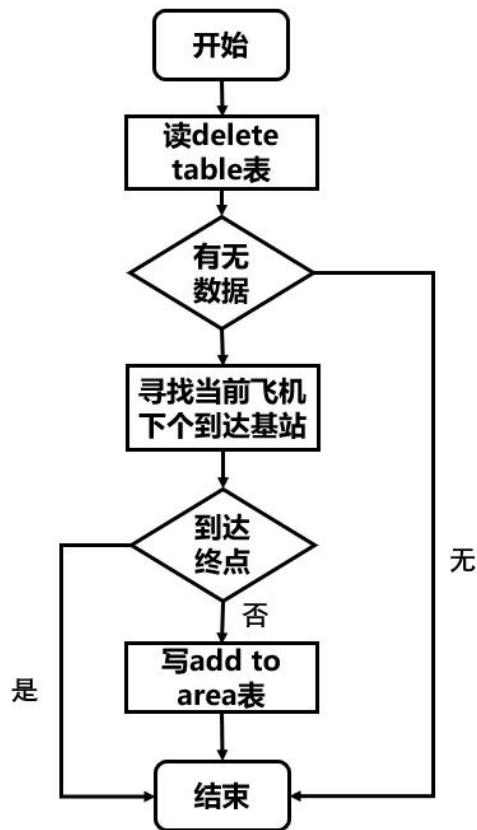 开始
读delete
table表
有无
数据
寻找当前飞机
下个到达基站
无
到达
终点
否
写add to
area表
是
结束